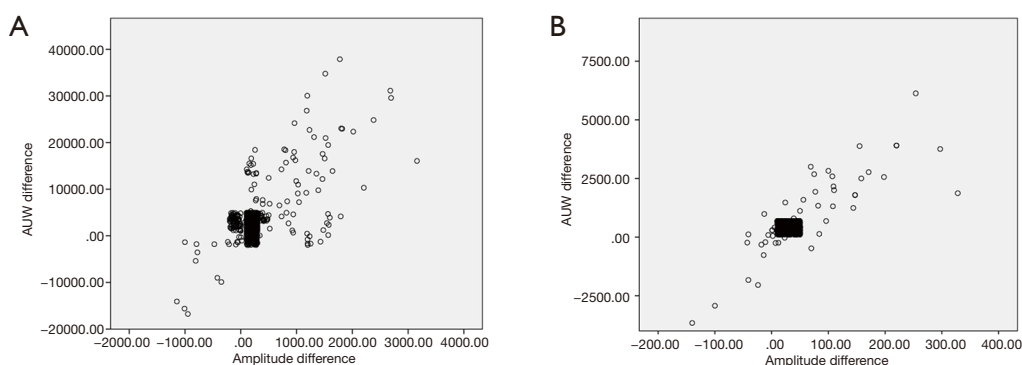 A
AUW difference
40000.00
30000.00
20000.00
10000.00
.00
−10000.00
−20000.00
−2000.00 −1000.00 .00 1000.00 2000.00 3000.00 4000.00
Amplitude difference
B
AUW difference
7500.00
5000.00
2500.00
.00
−2500.00
−200.00 −100.00 .00 100.00 200.00 300.00 400.00
Amplitude difference